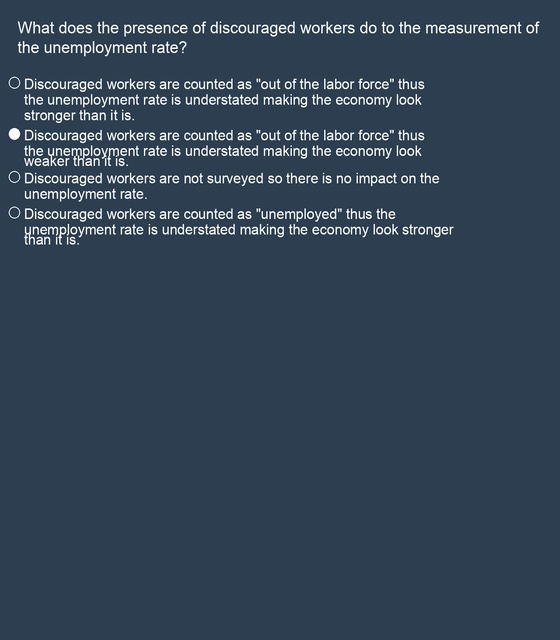 What does the presence of discouraged workers do to the measurement of
the unemployment rate?
Discouraged workers are counted as "out of the labor force" thus
the unemployment rate is understated making the economy look
stronger than it is.
Discouraged workers are counted as "out of the labor force" thus
the unemployment rate is understated making the economy look
weaker than it is.
Discouraged workers are not surveyed so there is no impact on the
unemployment rate.
Discouraged workers are counted as "unemployed" thus the
unemployment rate is understated making the economy look stronger
than it is.